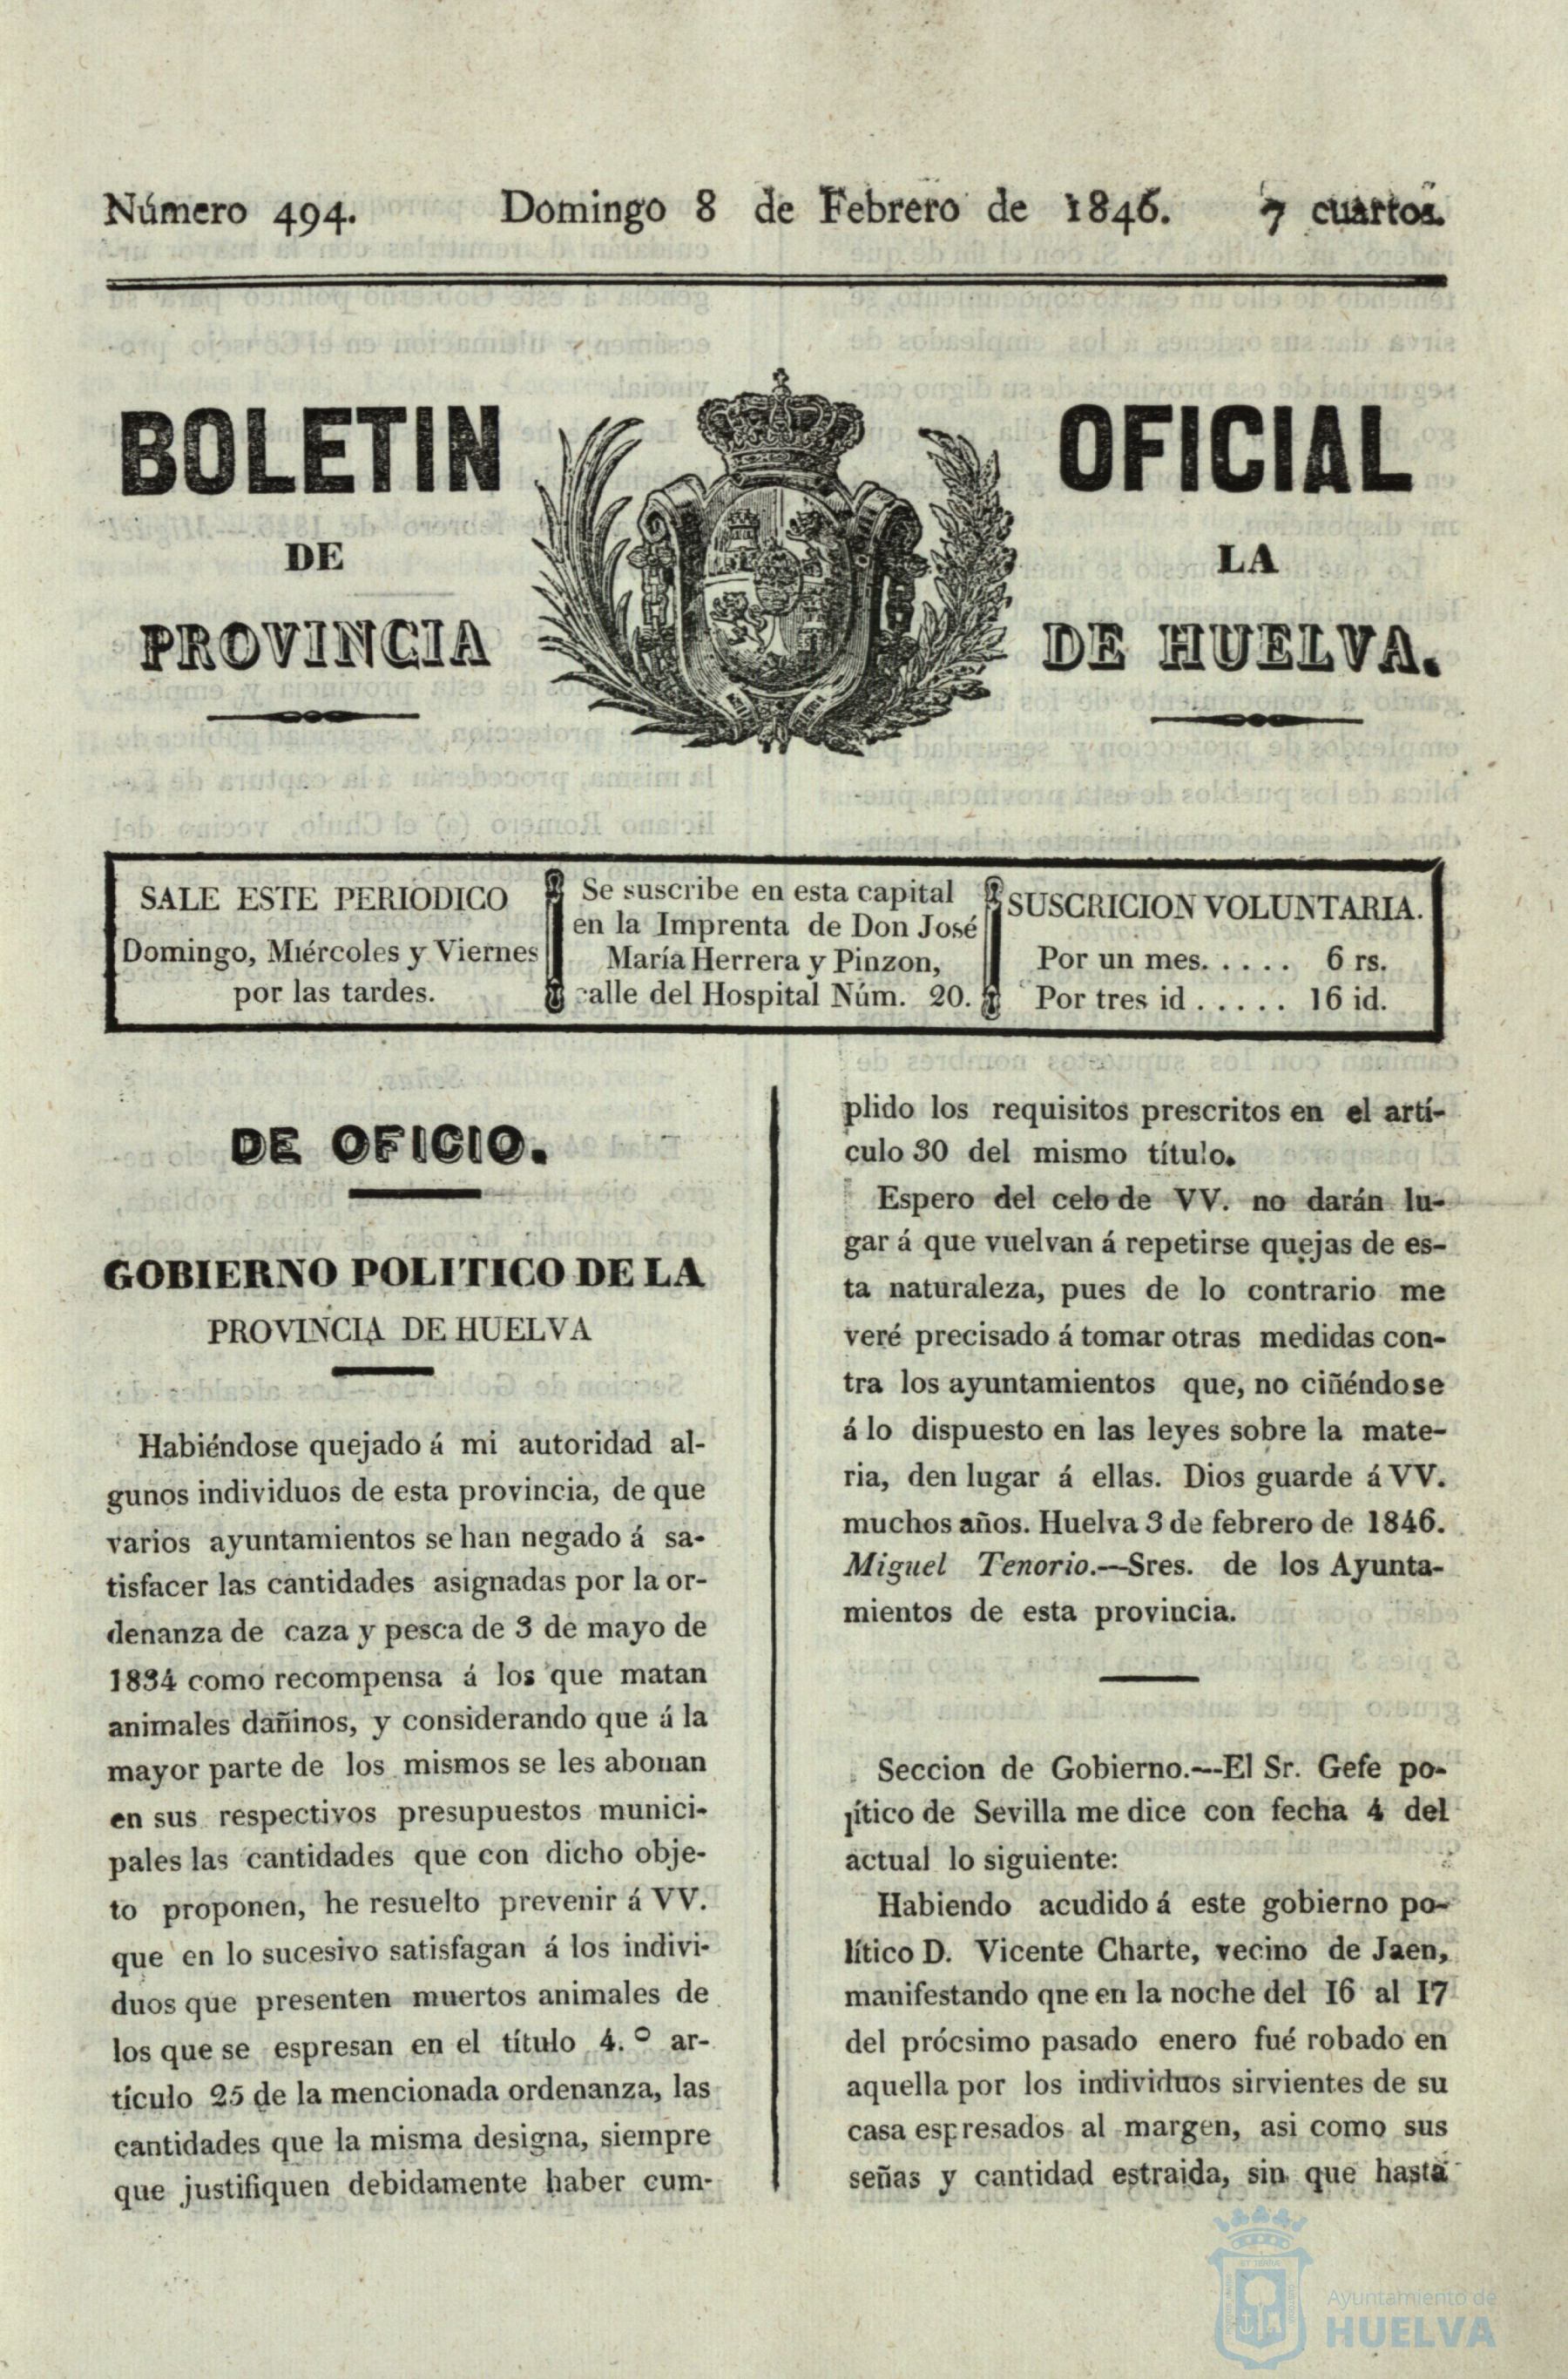 Número 494. Domingo 8 de Febrero de 1846. 7 cuartos.
BOLETIN OFICIAL
DE LA
PROVINCIA DE HUELVA.
SALE ESTE PERIODICO
Domingo, Miércoles y Viernes
por las tardes.
Se suscribe en esta capital
en la Imprenta de Don José
María Herrera y Pinzon,
calle del Hospital Núm. 20.
SUSCRICION VOLUNTARIA.
Por un mes. . . . . 6 rs.
Por tres id . . . . . 16 id.
DE OFICIO.
GOBIERNO POLITICO DE LA
PROVINCIA DE HUELVA
Habiéndose quejado á mi autoridad al-
gunos individuos de esta provincia, de que
varios ayuntamientos se han negado á sa-
tisfacer las cantidades asignadas por la or-
denanza de caza y pesca de 3 de mayo de
1834 como recompensa á los que matan
animales dañinos, y considerando que á la
mayor parte de los mismos se les abonan
en sus respectivos presupuestos munici-
pales las cantidades que con dicho obje-
to proponen, he resuelto prevenir á VV.
que en lo sucesivo satisfagan á los indivi-
duos que presenten muertos animales de
los que se espresan en el título 4.º ar-
tículo 25 de la mencionada ordenanza, las
cantidades que la misma designa, siempre
que justifiquen debidamente haber cum-
plido los requisitos prescritos en el artí-
culo 30 del mismo título.
Espero del celo de VV. no darán lu-
gar á que vuelvan á repetirse quejas de es-
ta naturaleza, pues de lo contrario me
veré precisado á tomar otras medidas con-
tra los ayuntamientos que, no ciñéndose
á lo dispuesto en las leyes sobre la mate-
ria, den lugar á ellas. Dios guarde á VV.
muchos años. Huelva 3 de febrero de 1846.
Miguel Tenorio.—Sres. de los Ayunta-
mientos de esta provincia.
Seccion de Gobierno.—El Sr. Gefe po-
lítico de Sevilla me dice con fecha 4 del
actual lo siguiente:
Habiendo acudido á este gobierno po-
lítico D. Vicente Charte, vecino de Jaen,
manifestando qne en la noche del 16 al 17
del prócsimo pasado enero fué robado en
aquella por los individuos sirvientes de su
casa espresados al margen, asi como sus
señas y cantidad estraida, sin que hasta
Ayuntamiento de
HUELVA